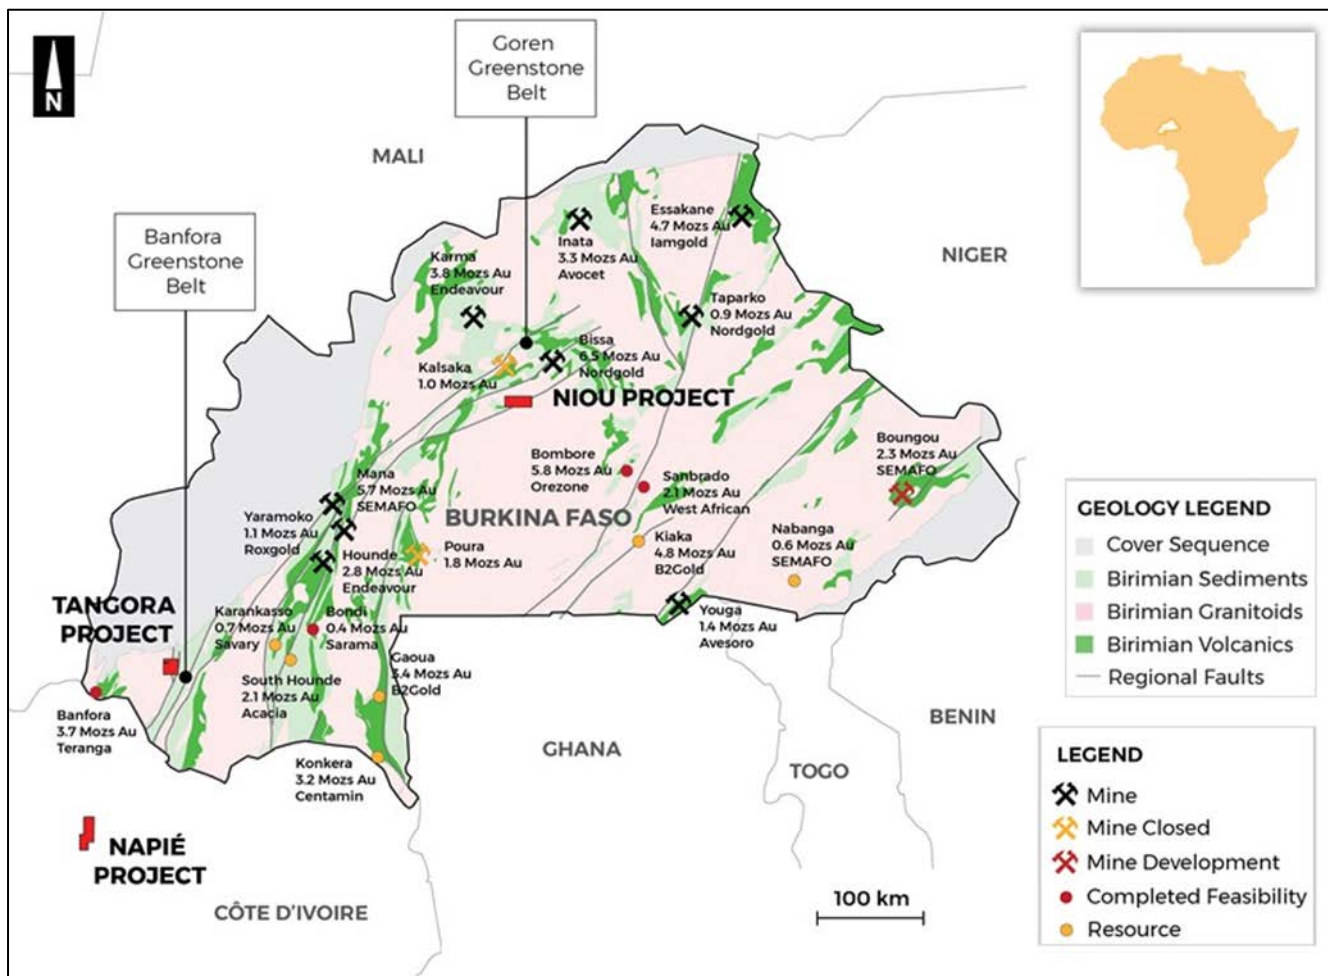 N
Goren
Greenstone
Belt
MALI
Banfora
Greenstone
Belt
NIGER
Essakane
4.7 Mozs Au
Iamgold
Inata
3.3 Mozs Au
Avocet
Karma
3.8 Mozs Au
Endeavour
Taparko
0.9 Mozs Au
Nordgold
Bissa
6.5 Mozs Au
Nordgold
Kalsaka
1.0 Mozs Au
NIOU PROJECT
Boungou
2.3 Mozs Au
SEMAFO
Bombore
5.8 Mozs Au
Orezone
Sanbrado
2.1 Mozs Au
West African
Mana
5.7 Mozs Au
SEMAFO
BURKINA FASO
Yaramoko
1.1 Mozs Au
Roxgold
Nabanga
0.6 Mozs Au
SEMAFO
Kiaka
4.8 Mozs Au
B2Gold
Poura
1.8 Mozs Au
Hounde
2.8 Mozs Au
Endeavour
TANGORA
PROJECT
Karankasso
0.7 Mozs Au
Savary
Bondi
0.4 Mozs Au
Sarama
Youga
1.4 Mozs Au
Avesoro
Gaoua
3.4 Mozs Au
B2Gold
South Hounde
2.1 Mozs Au
Acacia
Banfora
3.7 Mozs Au
Teranga
Konkera
3.2 Mozs Au
Centamin
GHANA
TOGO
BENIN
NAPIÉ
PROJECT
CÔTE D'IVOIRE
100 km
GEOLOGY LEGEND
Cover Sequence
Birimian Sediments
Birimian Granitoids
Birimian Volcanics
Regional Faults
LEGEND
Mine
Mine Closed
Mine Development
Completed Feasibility
Resource